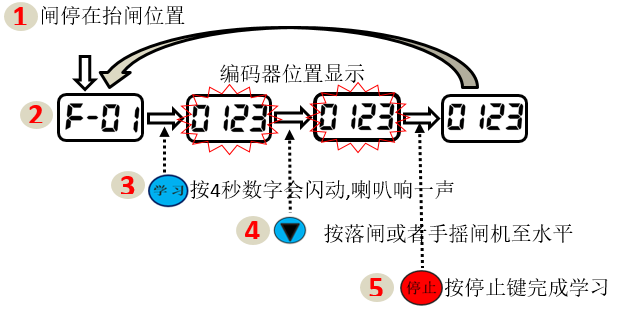 1 闸停在抬闸位置
编码器位置显示
2 F-01 0123 0123 0123
3 学习 按4秒数字会闪动,喇叭响一声
4 按落闸或者手摇闸机至水平
5 停止 按停止键完成学习